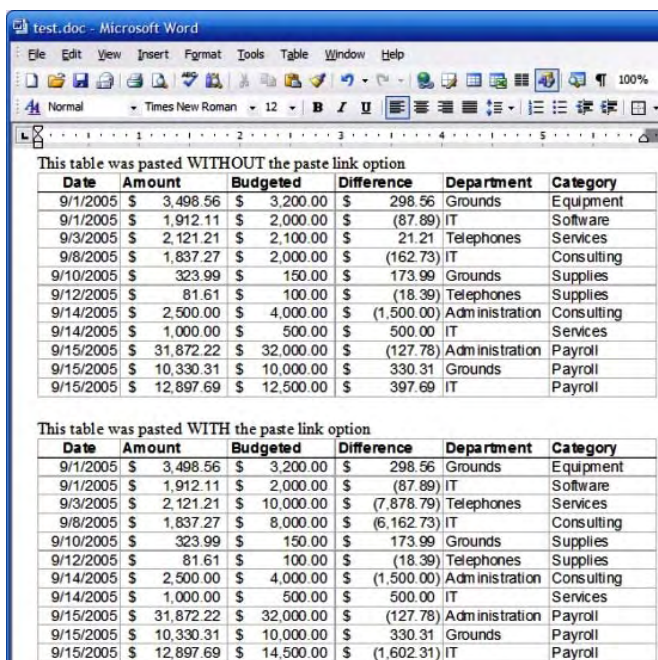 test.doc - Microsoft Word
File Edit View Insert Format Tools Table Window Help
100%
Normal Times New Roman 12 B I U
1 2 3 4 5
This table was pasted WITHOUT the paste link option
Date Amount Budgeted Difference Department Category
9/1/2005 $ 3,498.56 $ 3,200.00 $ 298.56 Grounds Equipment
9/1/2005 $ 1,912.11 $ 2,000.00 $ (87.89) IT Software
9/3/2005 $ 2,121.21 $ 2,100.00 $ 21.21 Telephones Services
9/8/2005 $ 1,837.27 $ 2,000.00 $ (162.73) IT Consulting
9/10/2005 $ 323.99 $ 150.00 $ 173.99 Grounds Supplies
9/12/2005 $ 81.61 $ 100.00 $ (18.39) Telephones Supplies
9/14/2005 $ 2,500.00 $ 4,000.00 $ (1,500.00) Administration Consulting
9/14/2005 $ 1,000.00 $ 500.00 $ 500.00 IT Services
9/15/2005 $ 31,872.22 $ 32,000.00 $ (127.78) Administration Payroll
9/15/2005 $ 10,330.31 $ 10,000.00 $ 330.31 Grounds Payroll
9/15/2005 $ 12,897.69 $ 12,500.00 $ 397.69 IT Payroll
This table was pasted WITH the paste link option
Date Amount Budgeted Difference Department Category
9/1/2005 $ 3,498.56 $ 3,200.00 $ 298.56 Grounds Equipment
9/1/2005 $ 1,912.11 $ 2,000.00 $ (87.89) IT Software
9/3/2005 $ 2,121.21 $ 10,000.00 $ (7,878.79) Telephones Services
9/8/2005 $ 1,837.27 $ 8,000.00 $ (6,162.73) IT Consulting
9/10/2005 $ 323.99 $ 150.00 $ 173.99 Grounds Supplies
9/12/2005 $ 81.61 $ 100.00 $ (18.39) Telephones Supplies
9/14/2005 $ 2,500.00 $ 4,000.00 $ (1,500.00) Administration Consulting
9/14/2005 $ 1,000.00 $ 500.00 $ 500.00 IT Services
9/15/2005 $ 31,872.22 $ 32,000.00 $ (127.78) Administration Payroll
9/15/2005 $ 10,330.31 $ 10,000.00 $ 330.31 Grounds Payroll
9/15/2005 $ 12,897.69 $ 14,500.00 $ (1,602.31) IT Payroll